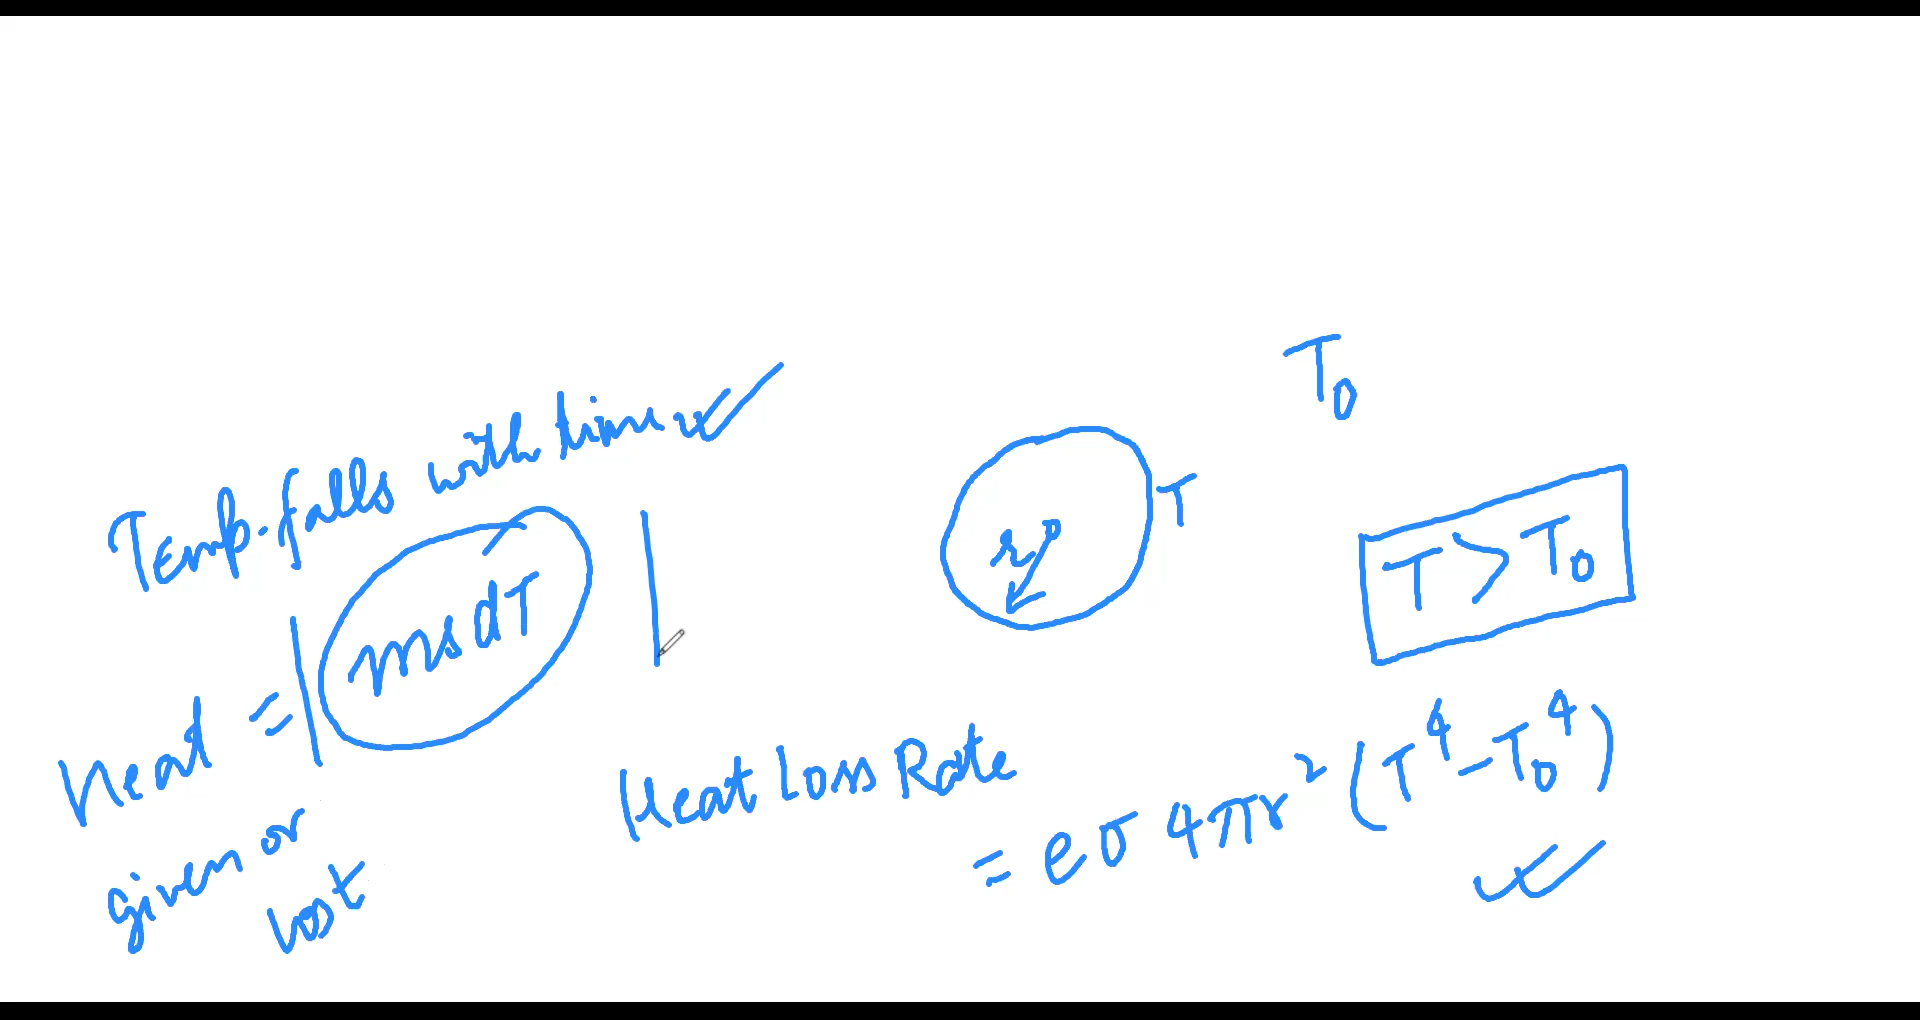 T₀
Temp. falls with time
T
r
T > T₀
Heat = |msdT|
given or
lost
Heat Loss Rate
= eσ 4πr² (T⁴ - T₀⁴)